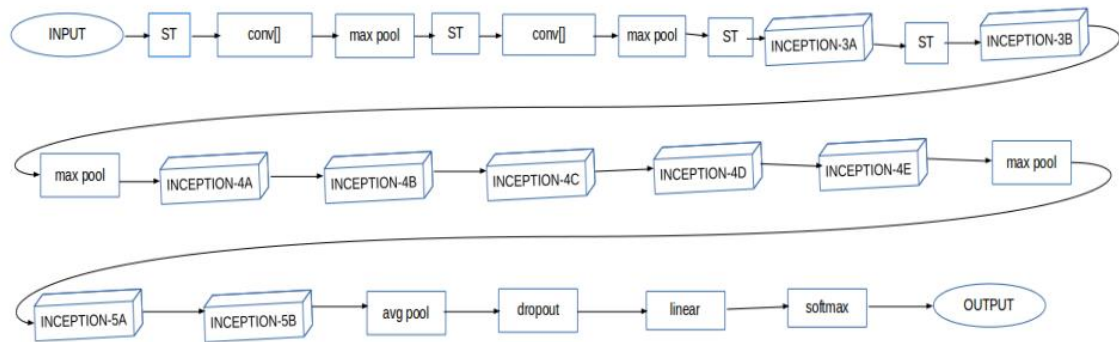 INPUT ST conv[] max pool ST conv[] max pool ST INCEPTION-3A ST INCEPTION-3B
max pool INCEPTION-4A INCEPTION-4B INCEPTION-4C INCEPTION-4D INCEPTION-4E max pool
INCEPTION-5A INCEPTION-5B avg pool dropout linear softmax OUTPUT